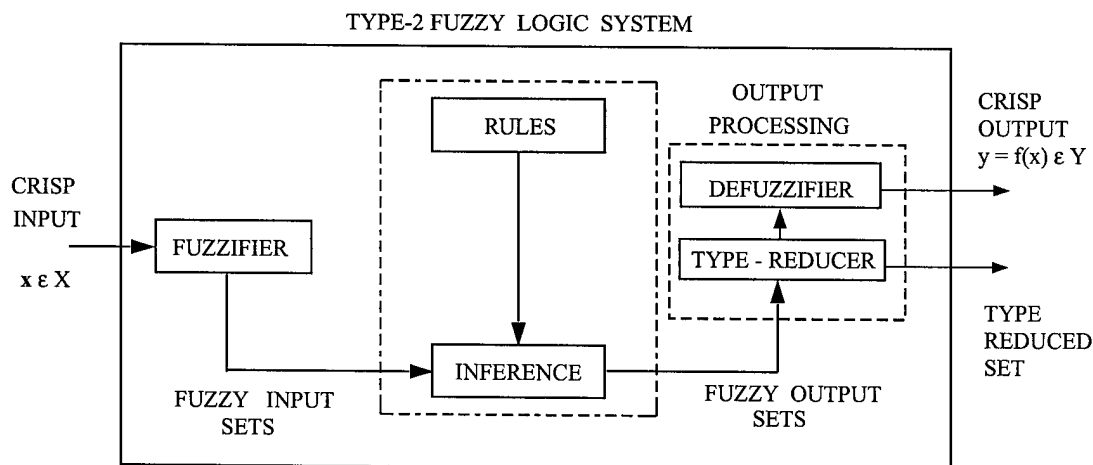 TYPE-2 FUZZY LOGIC SYSTEM
CRISP
INPUT
x ε X
FUZZIFIER
FUZZY INPUT
SETS
RULES
INFERENCE
FUZZY OUTPUT
SETS
OUTPUT
PROCESSING
DEFUZZIFIER
TYPE - REDUCER
CRISP
OUTPUT
y = f(x) ε Y
TYPE
REDUCED
SET